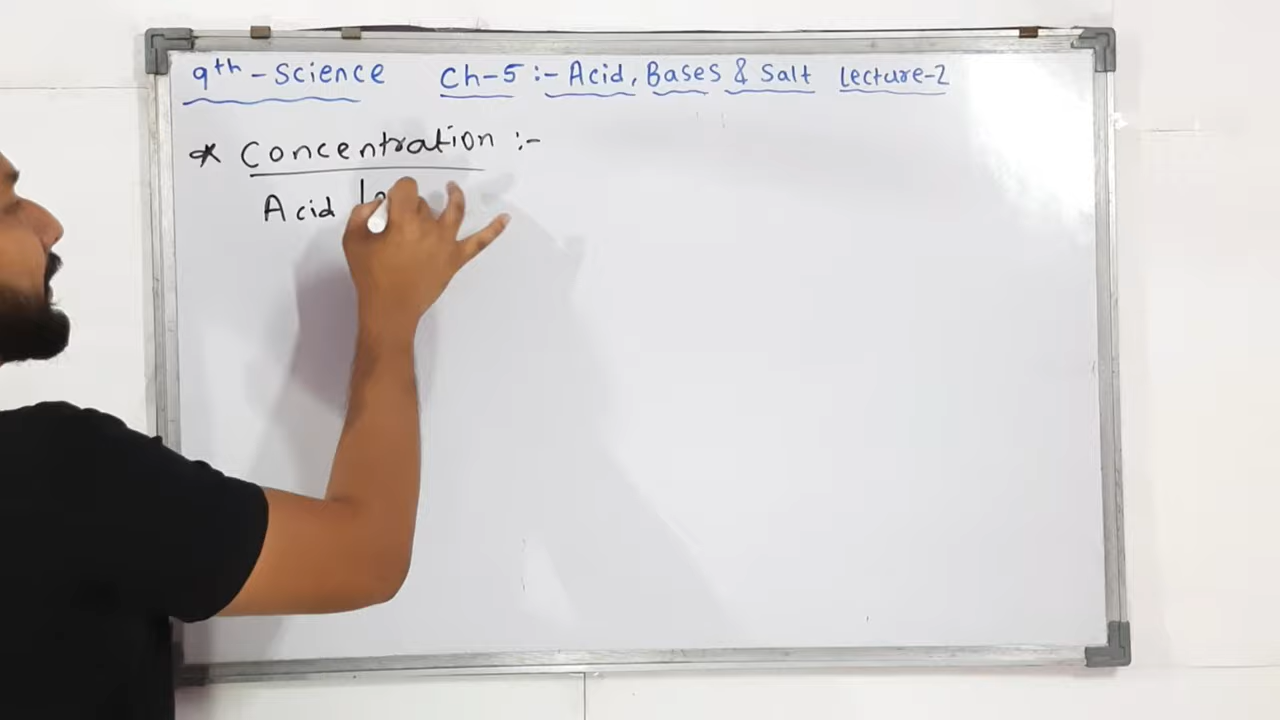 9th - Science Ch-5 :- Acid, Bases & Salt Lecture-2
* Concentration :-
Acid